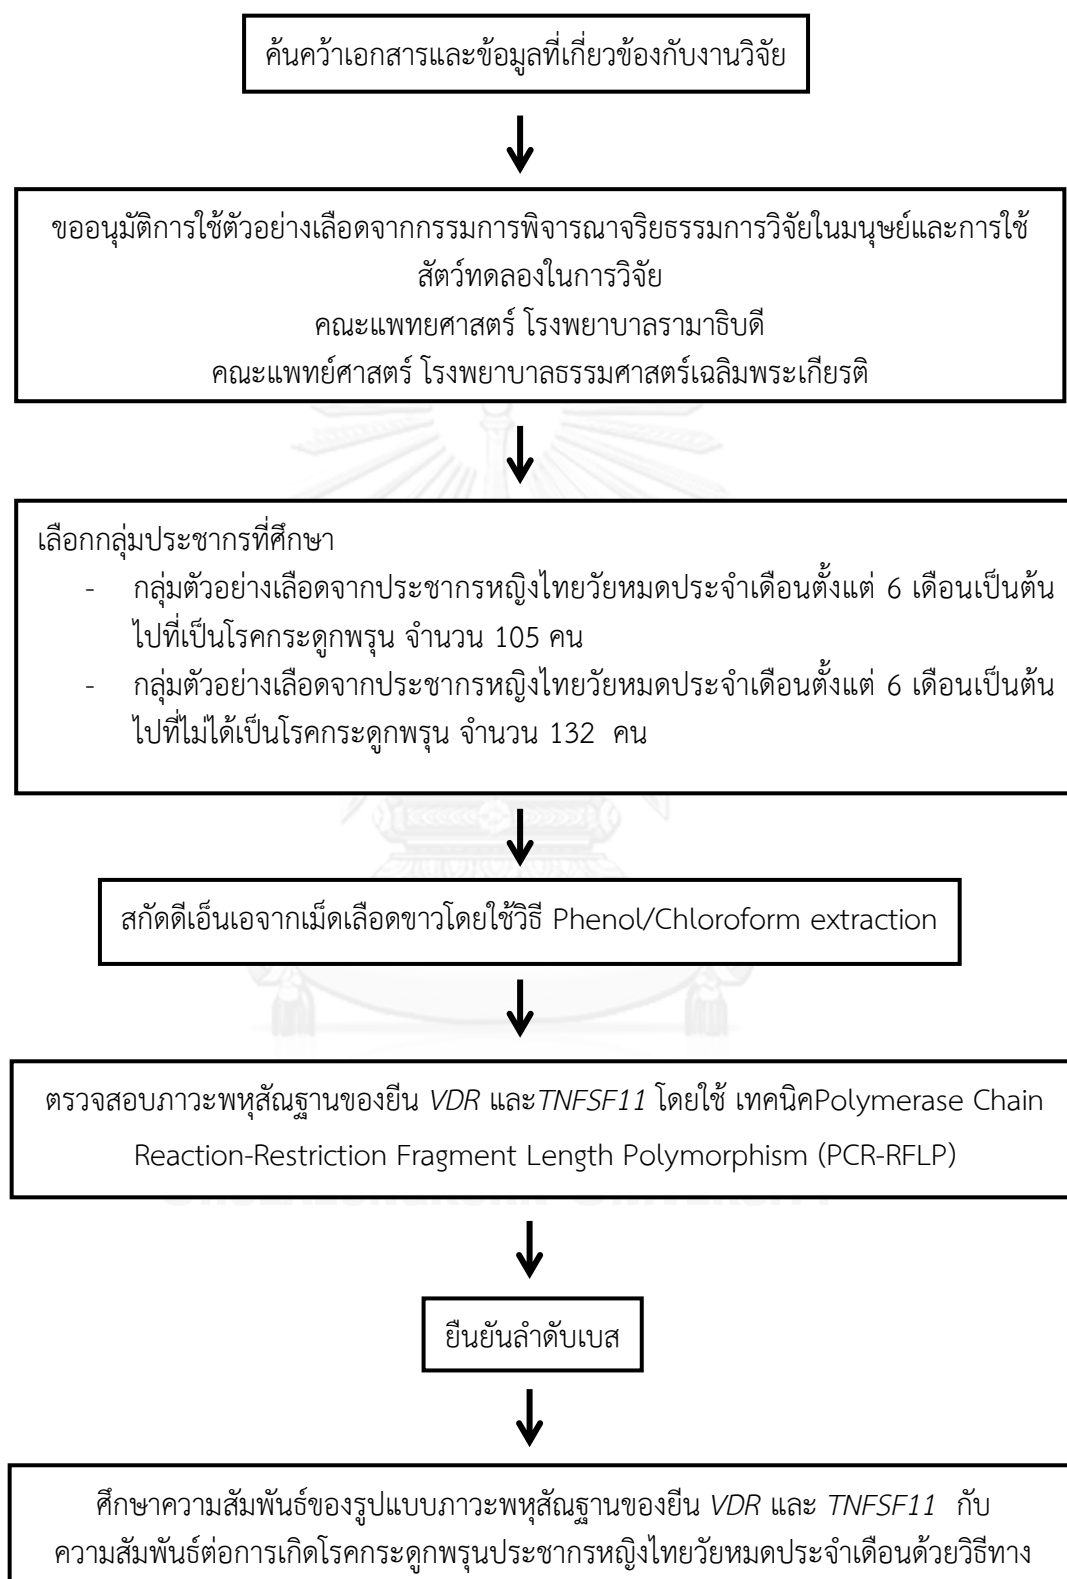 ค้นคว้าเอกสารและข้อมูลที่เกี่ยวข้องกับงานวิจัย
ขออนุมัติการใช้ตัวอย่างเลือดจากกรรมการพิจารณาจริยธรรมการวิจัยในมนุษย์และการใช้
สัตว์ทดลองในการวิจัย
คณะแพทยศาสตร์ โรงพยาบาลรามาธิบดี
คณะแพทย์ศาสตร์ โรงพยาบาลธรรมศาสตร์เฉลิมพระเกียรติ
เลือกกลุ่มประชากรที่ศึกษา
- กลุ่มตัวอย่างเลือดจากประชากรหญิงไทยวัยหมดประจำเดือนตั้งแต่ 6 เดือนเป็นต้น
ไปที่เป็นโรคกระดูกพรุน จำนวน 105 คน
- กลุ่มตัวอย่างเลือดจากประชากรหญิงไทยวัยหมดประจำเดือนตั้งแต่ 6 เดือนเป็นต้น
ไปที่ไม่ได้เป็นโรคกระดูกพรุน จำนวน 132 คน
สกัดดีเอ็นเอจากเม็ดเลือดขาวโดยใช้วิธี Phenol/Chloroform extraction
ตรวจสอบภาวะพหุสัณฐานของยีน VDR และTNFSF11 โดยใช้ เทคนิคPolymerase Chain
Reaction-Restriction Fragment Length Polymorphism (PCR-RFLP)
ยืนยันลำดับเบส
ศึกษาความสัมพันธ์ของรูปแบบภาวะพหุสัณฐานของยีน VDR และ TNFSF11 กับ
ความสัมพันธ์ต่อการเกิดโรคกระดูกพรุนประชากรหญิงไทยวัยหมดประจำเดือนด้วยวิธีทาง